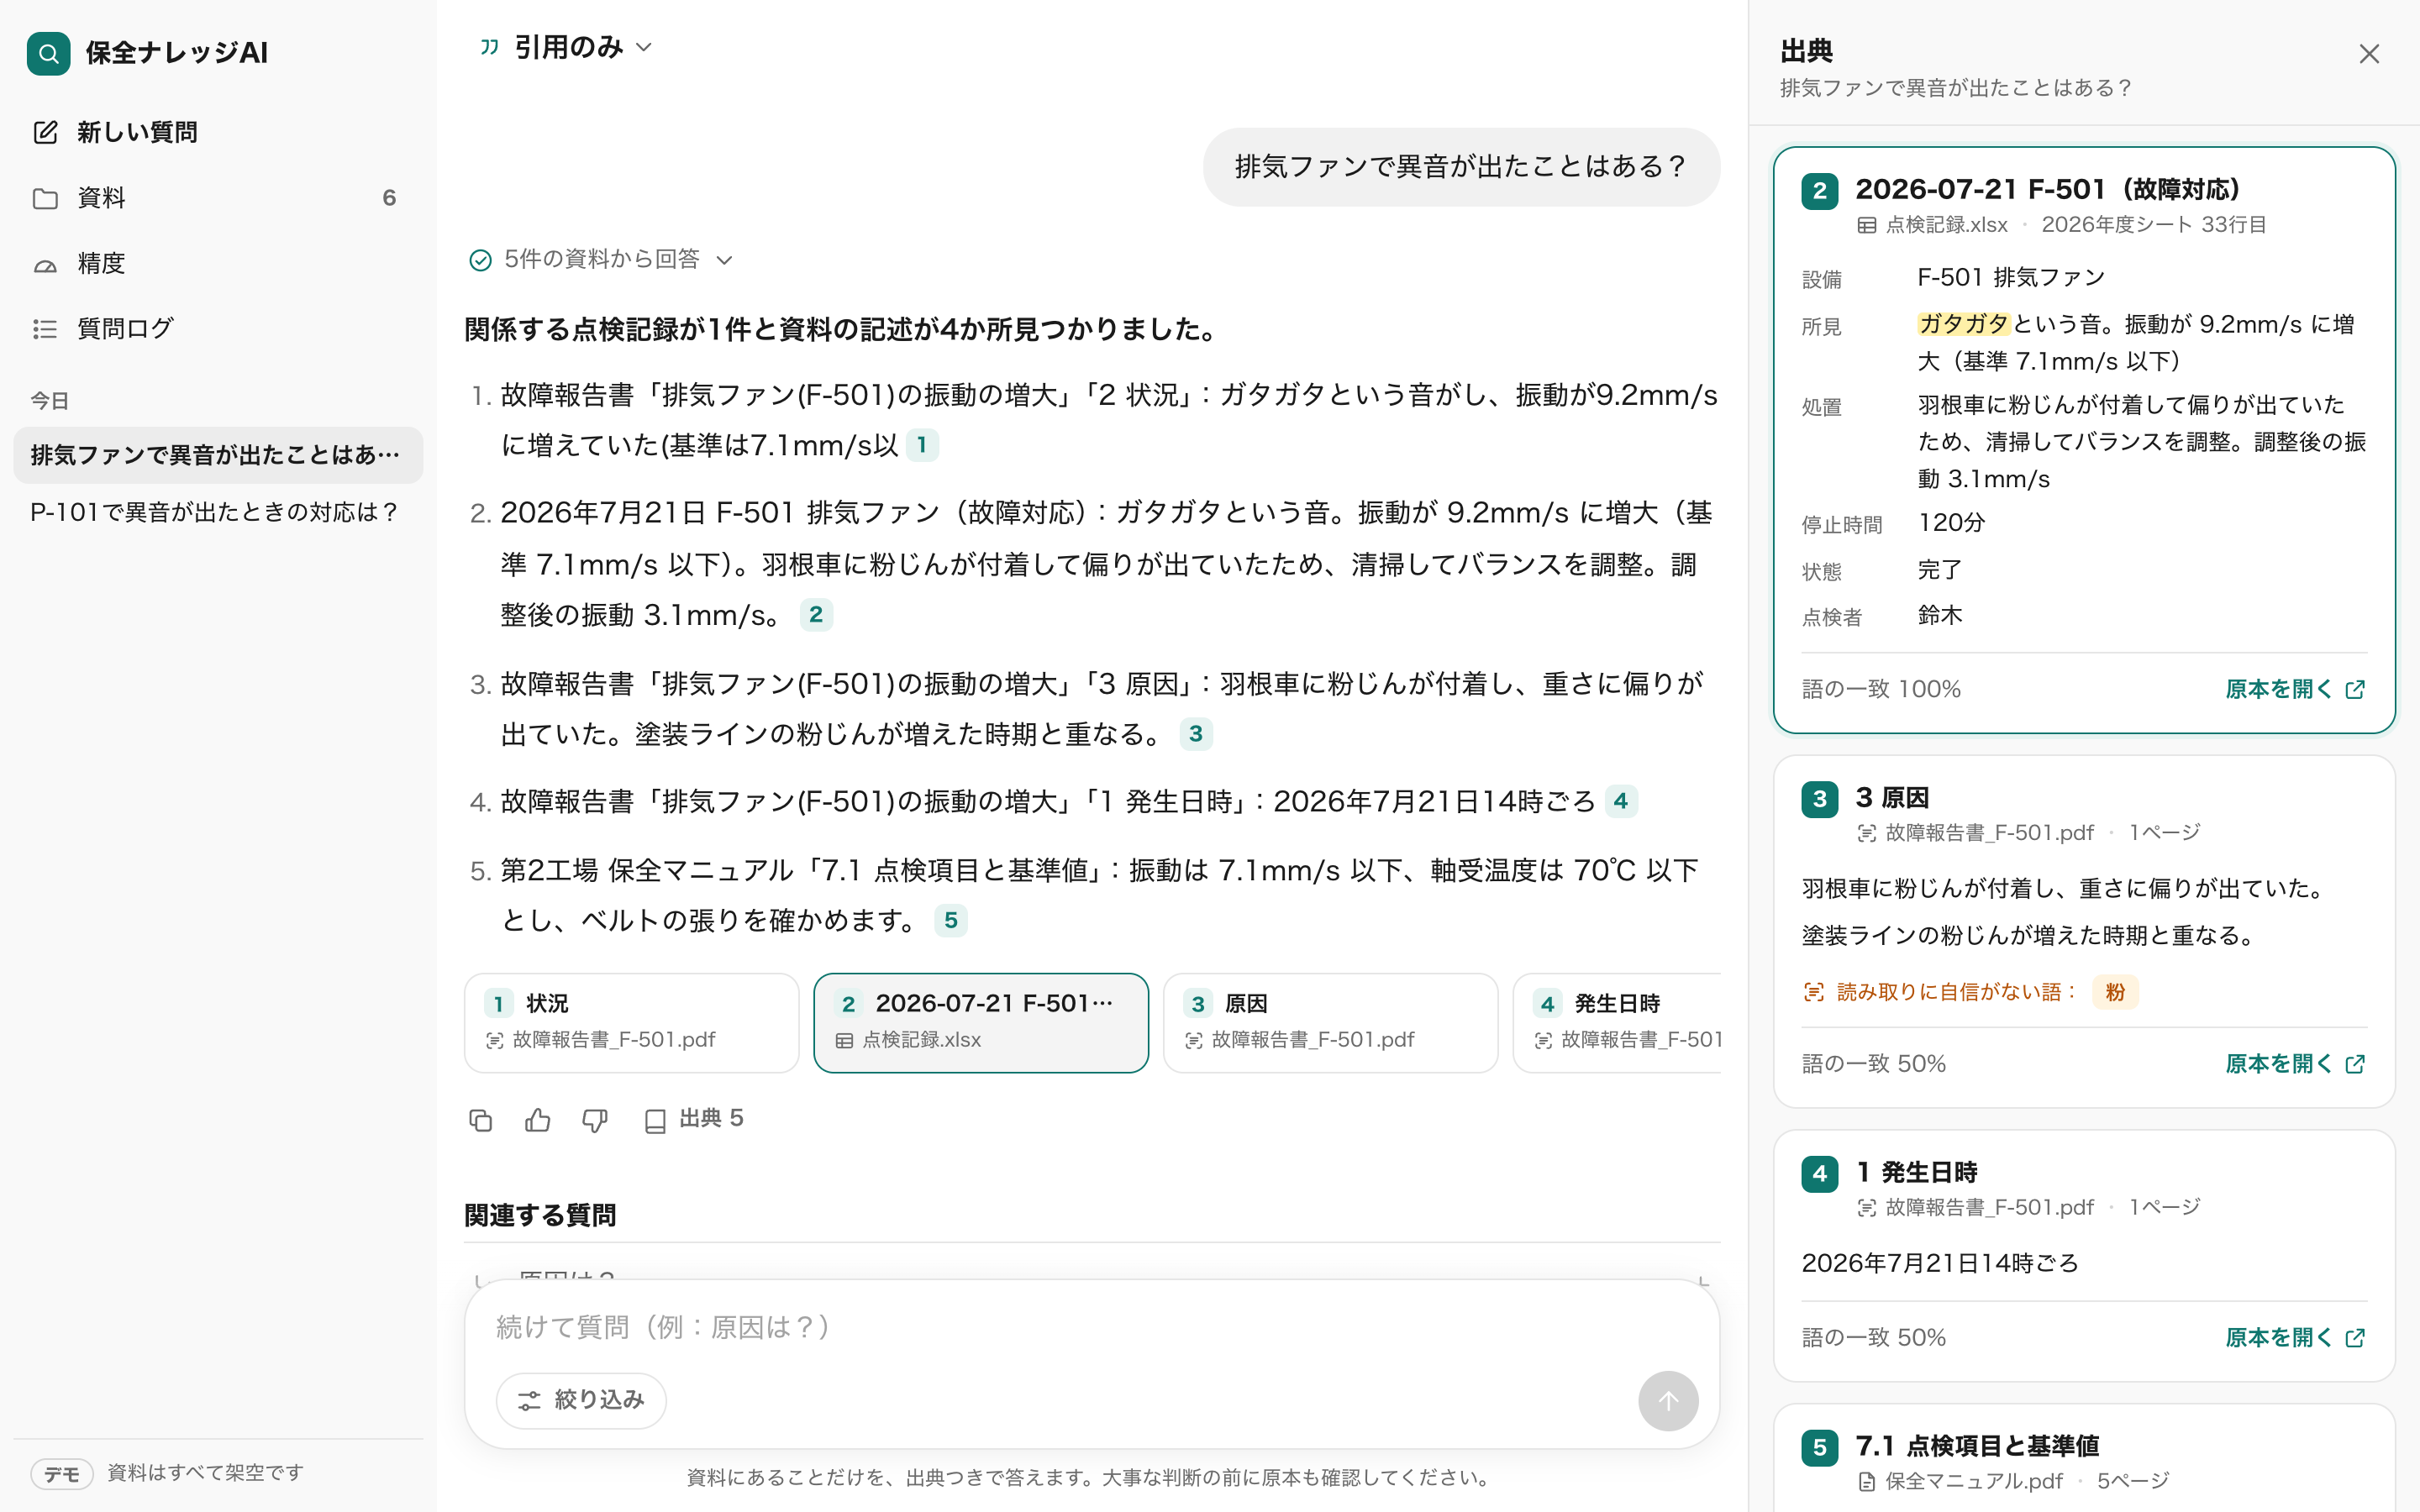 保全ナレッジAI
新しい質問
資料 6
精度
質問ログ
今日
排気ファンで異音が出たことはあ…
P-101で異音が出たときの対応は？
デモ 資料はすべて架空です
引用のみ
排気ファンで異音が出たことはある？
5件の資料から回答
関係する点検記録が1件と資料の記述が4か所見つかりました。
1. 故障報告書「排気ファン(F-501)の振動の増大」「2 状況」：ガタガタという音がし、振動が9.2mm/s
に増えていた(基準は7.1mm/s以 1
2. 2026年7月21日 F-501 排気ファン（故障対応）：ガタガタという音。振動が 9.2mm/s に増大（基
準 7.1mm/s 以下）。羽根車に粉じんが付着して偏りが出ていたため、清掃してバランスを調整。調
整後の振動 3.1mm/s。 2
3. 故障報告書「排気ファン(F-501)の振動の増大」「3 原因」：羽根車に粉じんが付着し、重さに偏りが
出ていた。塗装ラインの粉じんが増えた時期と重なる。 3
4. 故障報告書「排気ファン(F-501)の振動の増大」「1 発生日時」：2026年7月21日14時ごろ 4
5. 第2工場 保全マニュアル「7.1 点検項目と基準値」：振動は 7.1mm/s 以下、軸受温度は 70℃ 以下
とし、ベルトの張りを確かめます。 5
1 状況
故障報告書_F-501.pdf
2 2026-07-21 F-501…
点検記録.xlsx
3 原因
故障報告書_F-501.pdf
4 発生日時
故障報告書_F-501
出典 5
関連する質問
原因は？
続けて質問（例：原因は？）
絞り込み
資料にあることだけを、出典つきで答えます。大事な判断の前に原本も確認してください。
出典
排気ファンで異音が出たことはある？
2 2026-07-21 F-501（故障対応）
点検記録.xlsx · 2026年度シート 33行目
設備 F-501 排気ファン
所見 ガタガタという音。振動が 9.2mm/s に増
大（基準 7.1mm/s 以下）
処置 羽根車に粉じんが付着して偏りが出ていた
ため、清掃してバランスを調整。調整後の振
動 3.1mm/s
停止時間 120分
状態 完了
点検者 鈴木
語の一致 100% 原本を開く
3 3 原因
故障報告書_F-501.pdf · 1ページ
羽根車に粉じんが付着し、重さに偏りが出ていた。
塗装ラインの粉じんが増えた時期と重なる。
読み取りに自信がない語： 粉
語の一致 50% 原本を開く
4 1 発生日時
故障報告書_F-501.pdf · 1ページ
2026年7月21日14時ごろ
語の一致 50% 原本を開く
5 7.1 点検項目と基準値
保全マニュアル.pdf · 5ページ